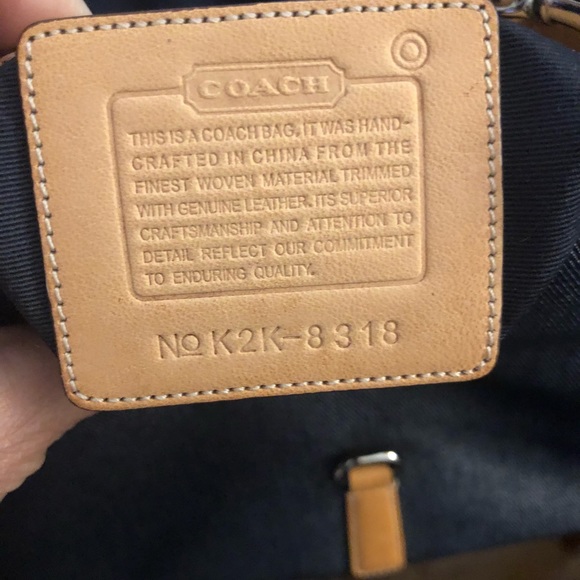 COACH
THIS IS A COACH BAG. IT WAS HAND-
CRAFTED IN CHINA FROM THE
FINEST WOVEN MATERIAL TRIMMED
WITH GENUINE LEATHER. ITS SUPERIOR
CRAFTSMANSHIP AND ATTENTION TO
DETAIL REFLECT OUR COMMITMENT
TO ENDURING QUALITY.
No K2K-8318